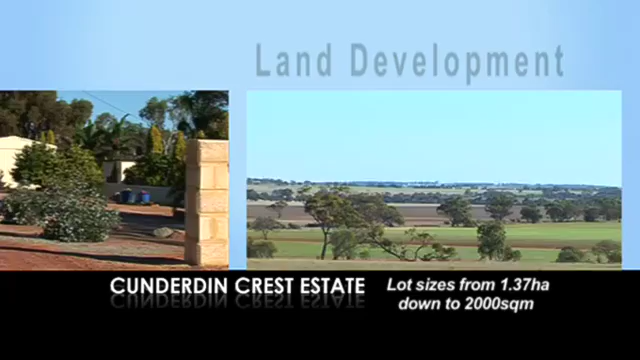 Land Development
CUNDERDIN CREST ESTATE
Lot sizes from 1.37ha
down to 2000sqm